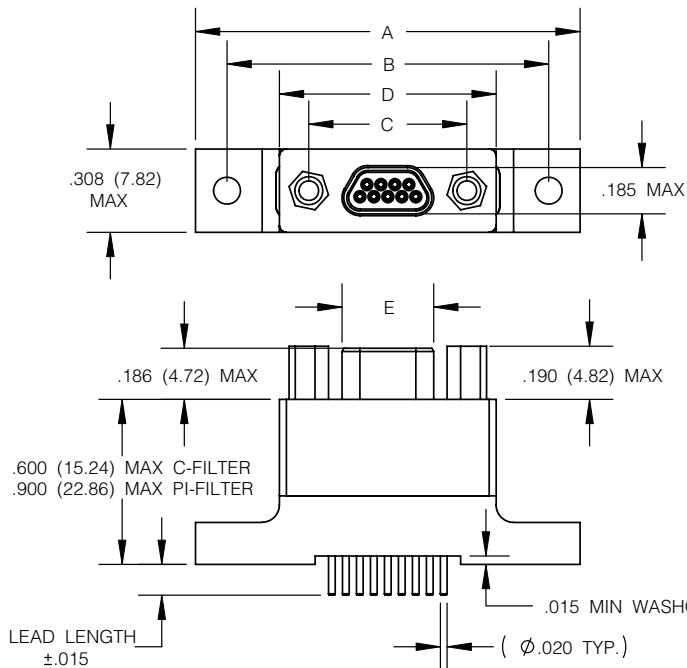 A
B
D
C
.308 (7.82)
MAX
.185 MAX
E
.186 (4.72) MAX
.190 (4.82) MAX
.600 (15.24) MAX C-FILTER
.900 (22.86) MAX PI-FILTER
.015 MIN
LEAD LENGTH
±.015
( Ø.020 TYP.)